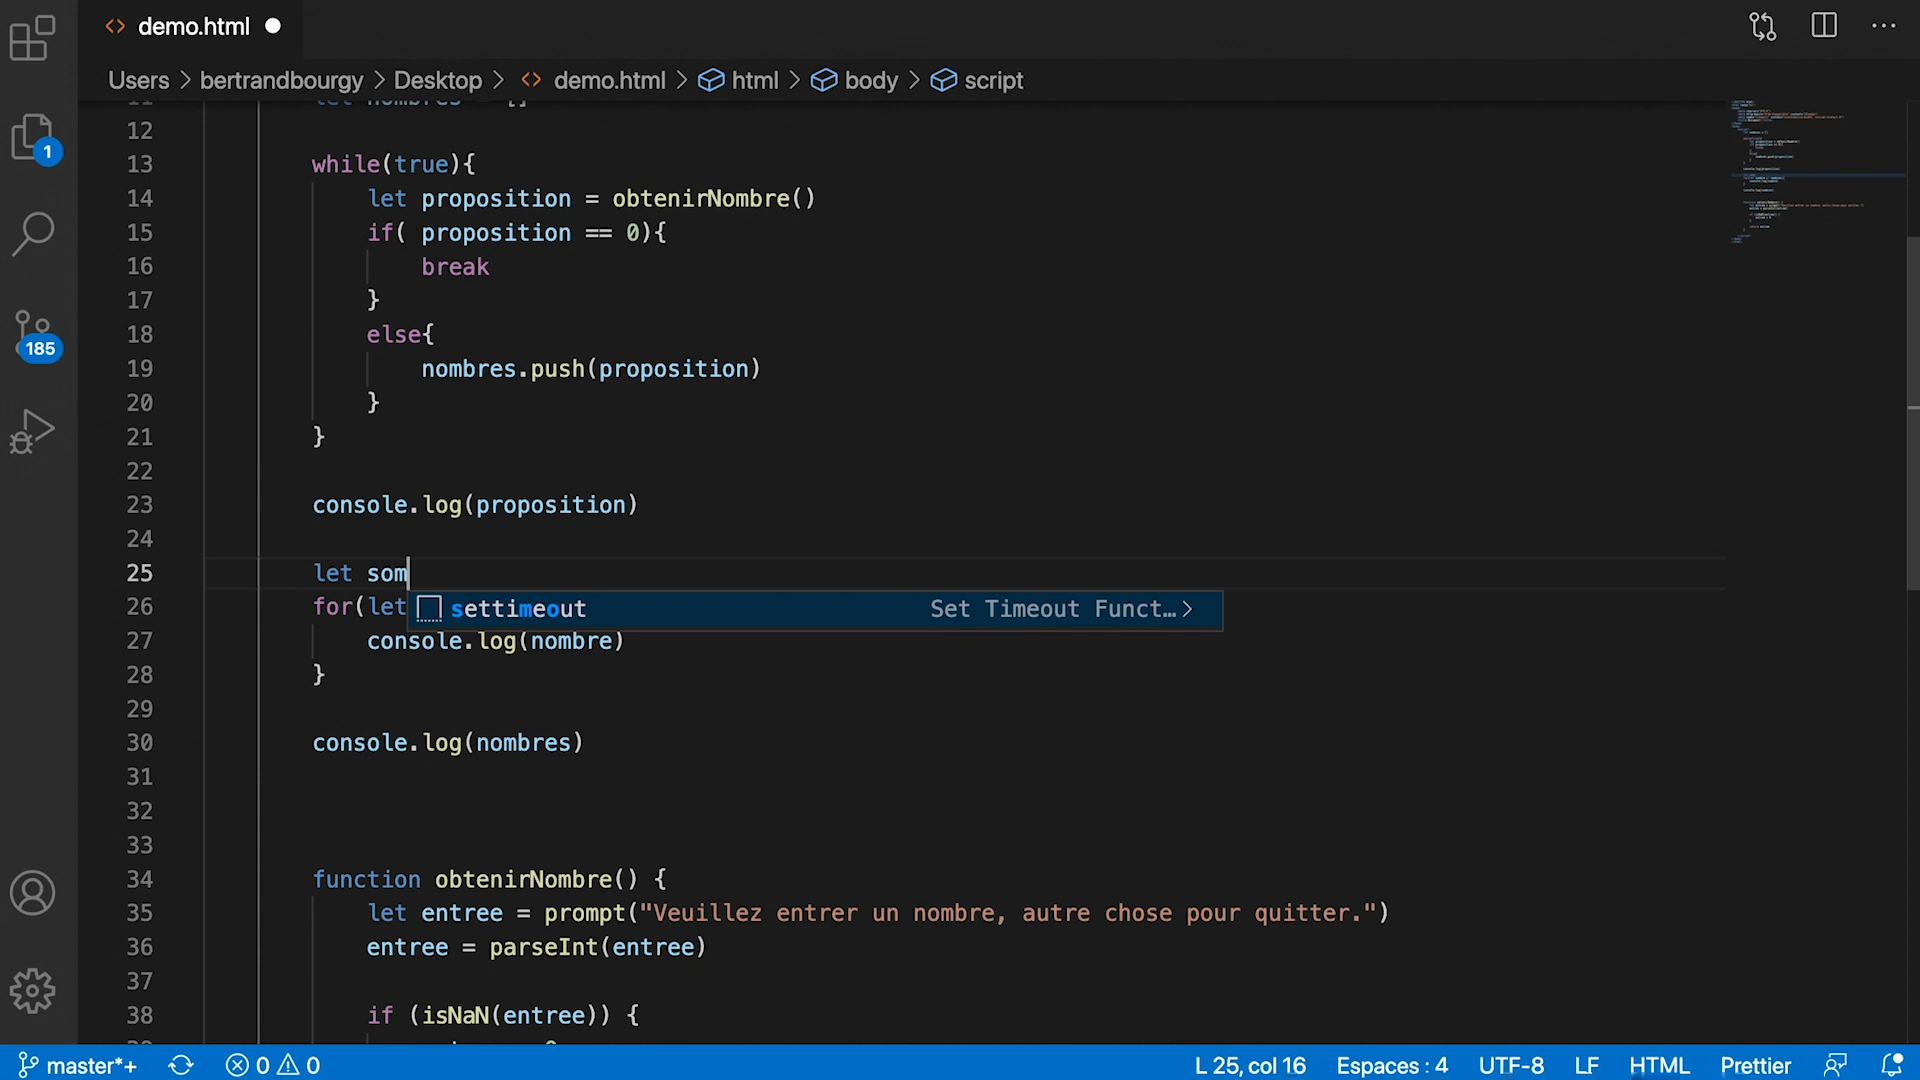 demo.html
Users > bertrandbourgy > Desktop > demo.html > html > body > script
11 let nombres = []
12
13 while(true){
14 let proposition = obtenirNombre()
15 if( proposition == 0){
16 break
17 }
18 else{
19 nombres.push(proposition)
20 }
21 }
22
23 console.log(proposition)
24
25 let som
26 for(let
settimeout Set Timeout Funct…
27 console.log(nombre)
28 }
29
30 console.log(nombres)
31
32
33
34 function obtenirNombre() {
35 let entree = prompt("Veuillez entrer un nombre, autre chose pour quitter.")
36 entree = parseInt(entree)
37
38 if (isNaN(entree)) {
1
185
master*+ 0 0 L 25, col 16 Espaces : 4 UTF-8 LF HTML Prettier